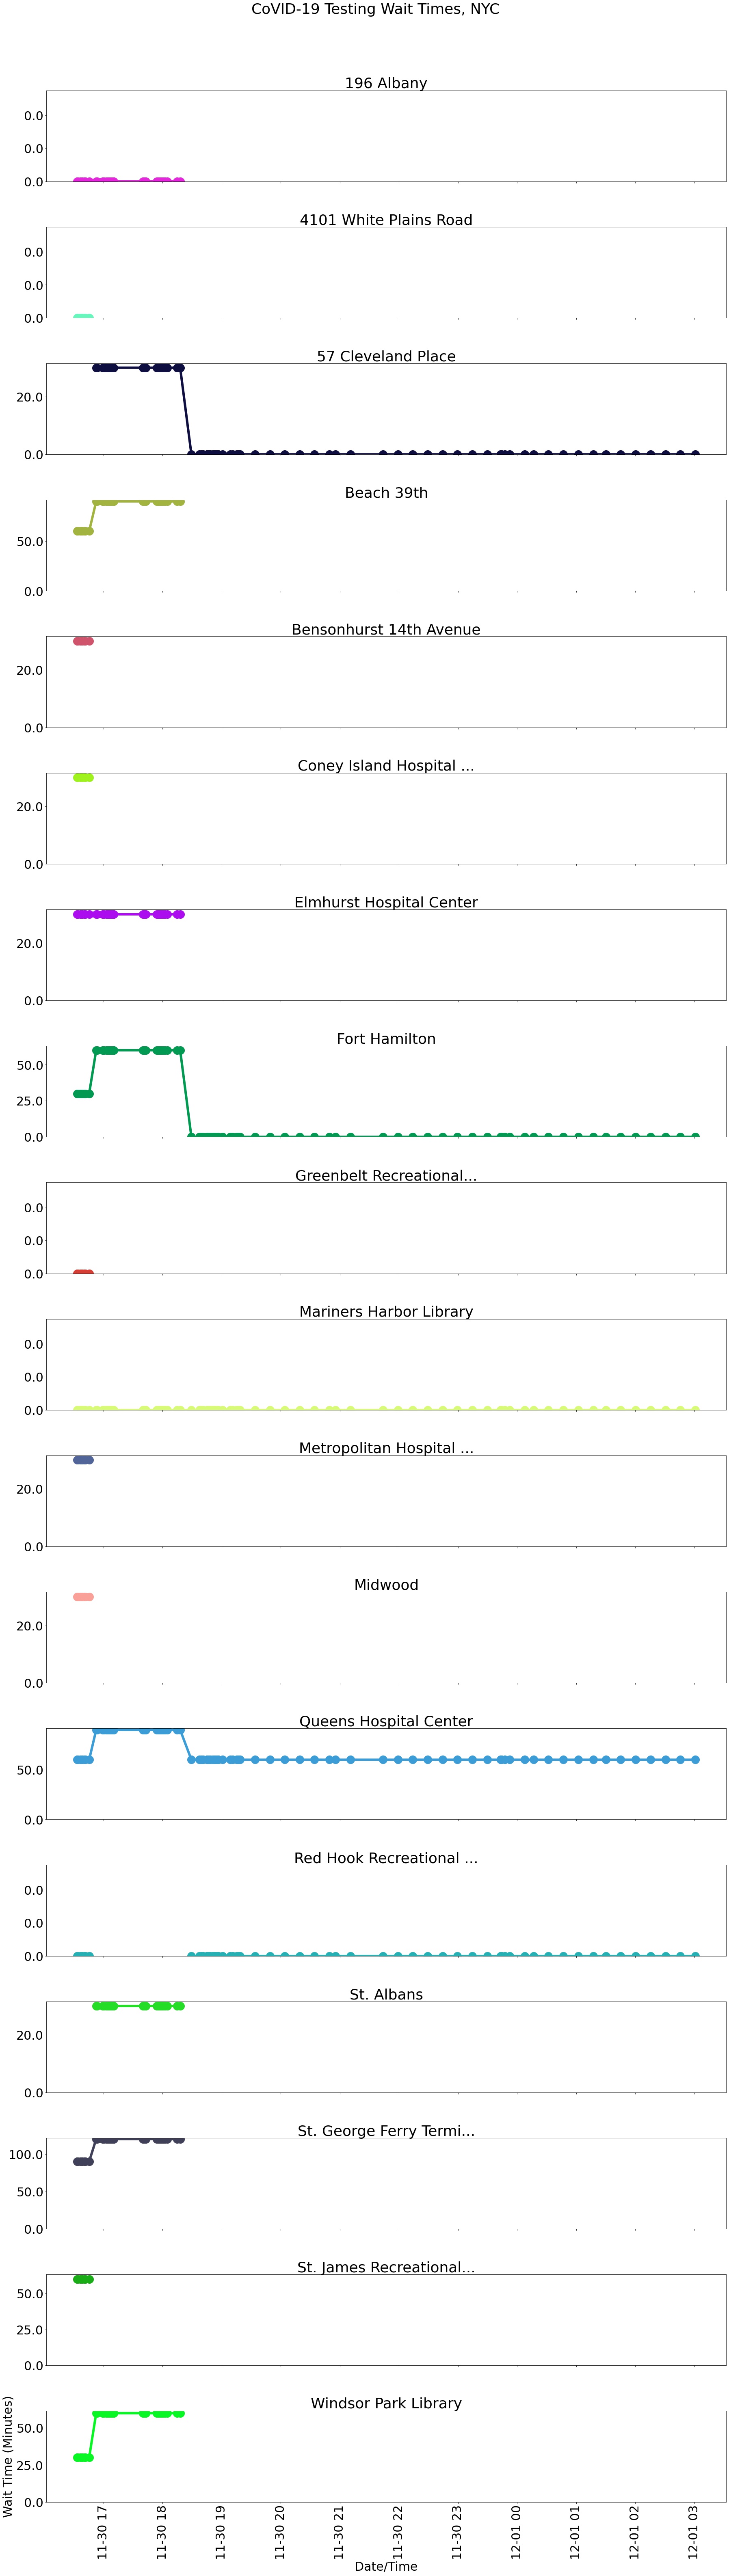 CoVID-19 Testing Wait Times, NYC
196 Albany
0.0
0.0
0.0
4101 White Plains Road
0.0
0.0
0.0
57 Cleveland Place
20.0
0.0
Beach 39th
50.0
0.0
Bensonhurst 14th Avenue
20.0
0.0
Coney Island Hospital ...
20.0
0.0
Elmhurst Hospital Center
20.0
0.0
Fort Hamilton
50.0
25.0
0.0
Greenbelt Recreational...
0.0
0.0
0.0
Mariners Harbor Library
0.0
0.0
0.0
Metropolitan Hospital ...
20.0
0.0
Midwood
20.0
0.0
Queens Hospital Center
50.0
0.0
Red Hook Recreational ...
0.0
0.0
0.0
St. Albans
20.0
0.0
St. George Ferry Termi...
100.0
50.0
0.0
St. James Recreational...
50.0
25.0
0.0
Windsor Park Library
50.0
25.0
0.0
Wait Time (Minutes)
11-30 17
11-30 18
11-30 19
11-30 20
11-30 21
11-30 22
11-30 23
12-01 00
12-01 01
12-01 02
12-01 03
Date/Time